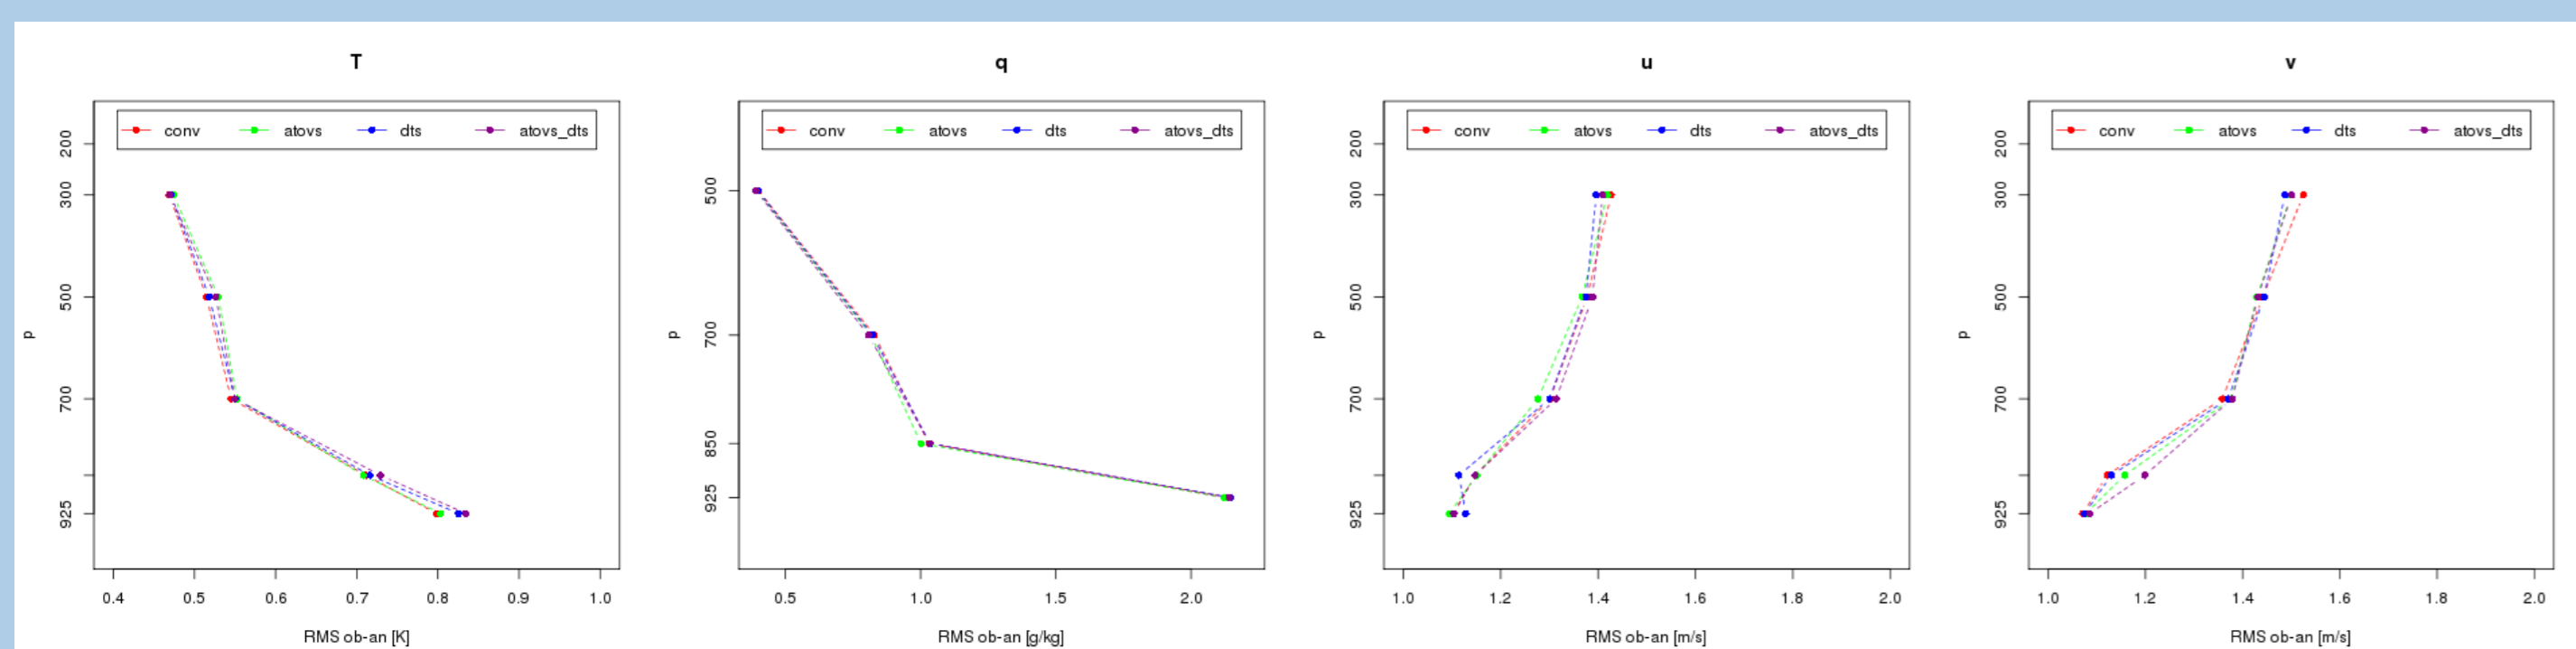 T
conv atovs dts atovs_dts
200
300
500
700
925
p
0.4 0.5 0.6 0.7 0.8 0.9 1.0
RMS ob-an [K]
q
conv atovs dts atovs_dts
500
700
850
925
p
0.5 1.0 1.5 2.0
RMS ob-an [g/kg]
u
conv atovs dts atovs_dts
200
300
500
700
925
p
1.0 1.2 1.4 1.6 1.8 2.0
RMS ob-an [m/s]
v
conv atovs dts atovs_dts
200
300
500
700
925
p
1.0 1.2 1.4 1.6 1.8 2.0
RMS ob-an [m/s]